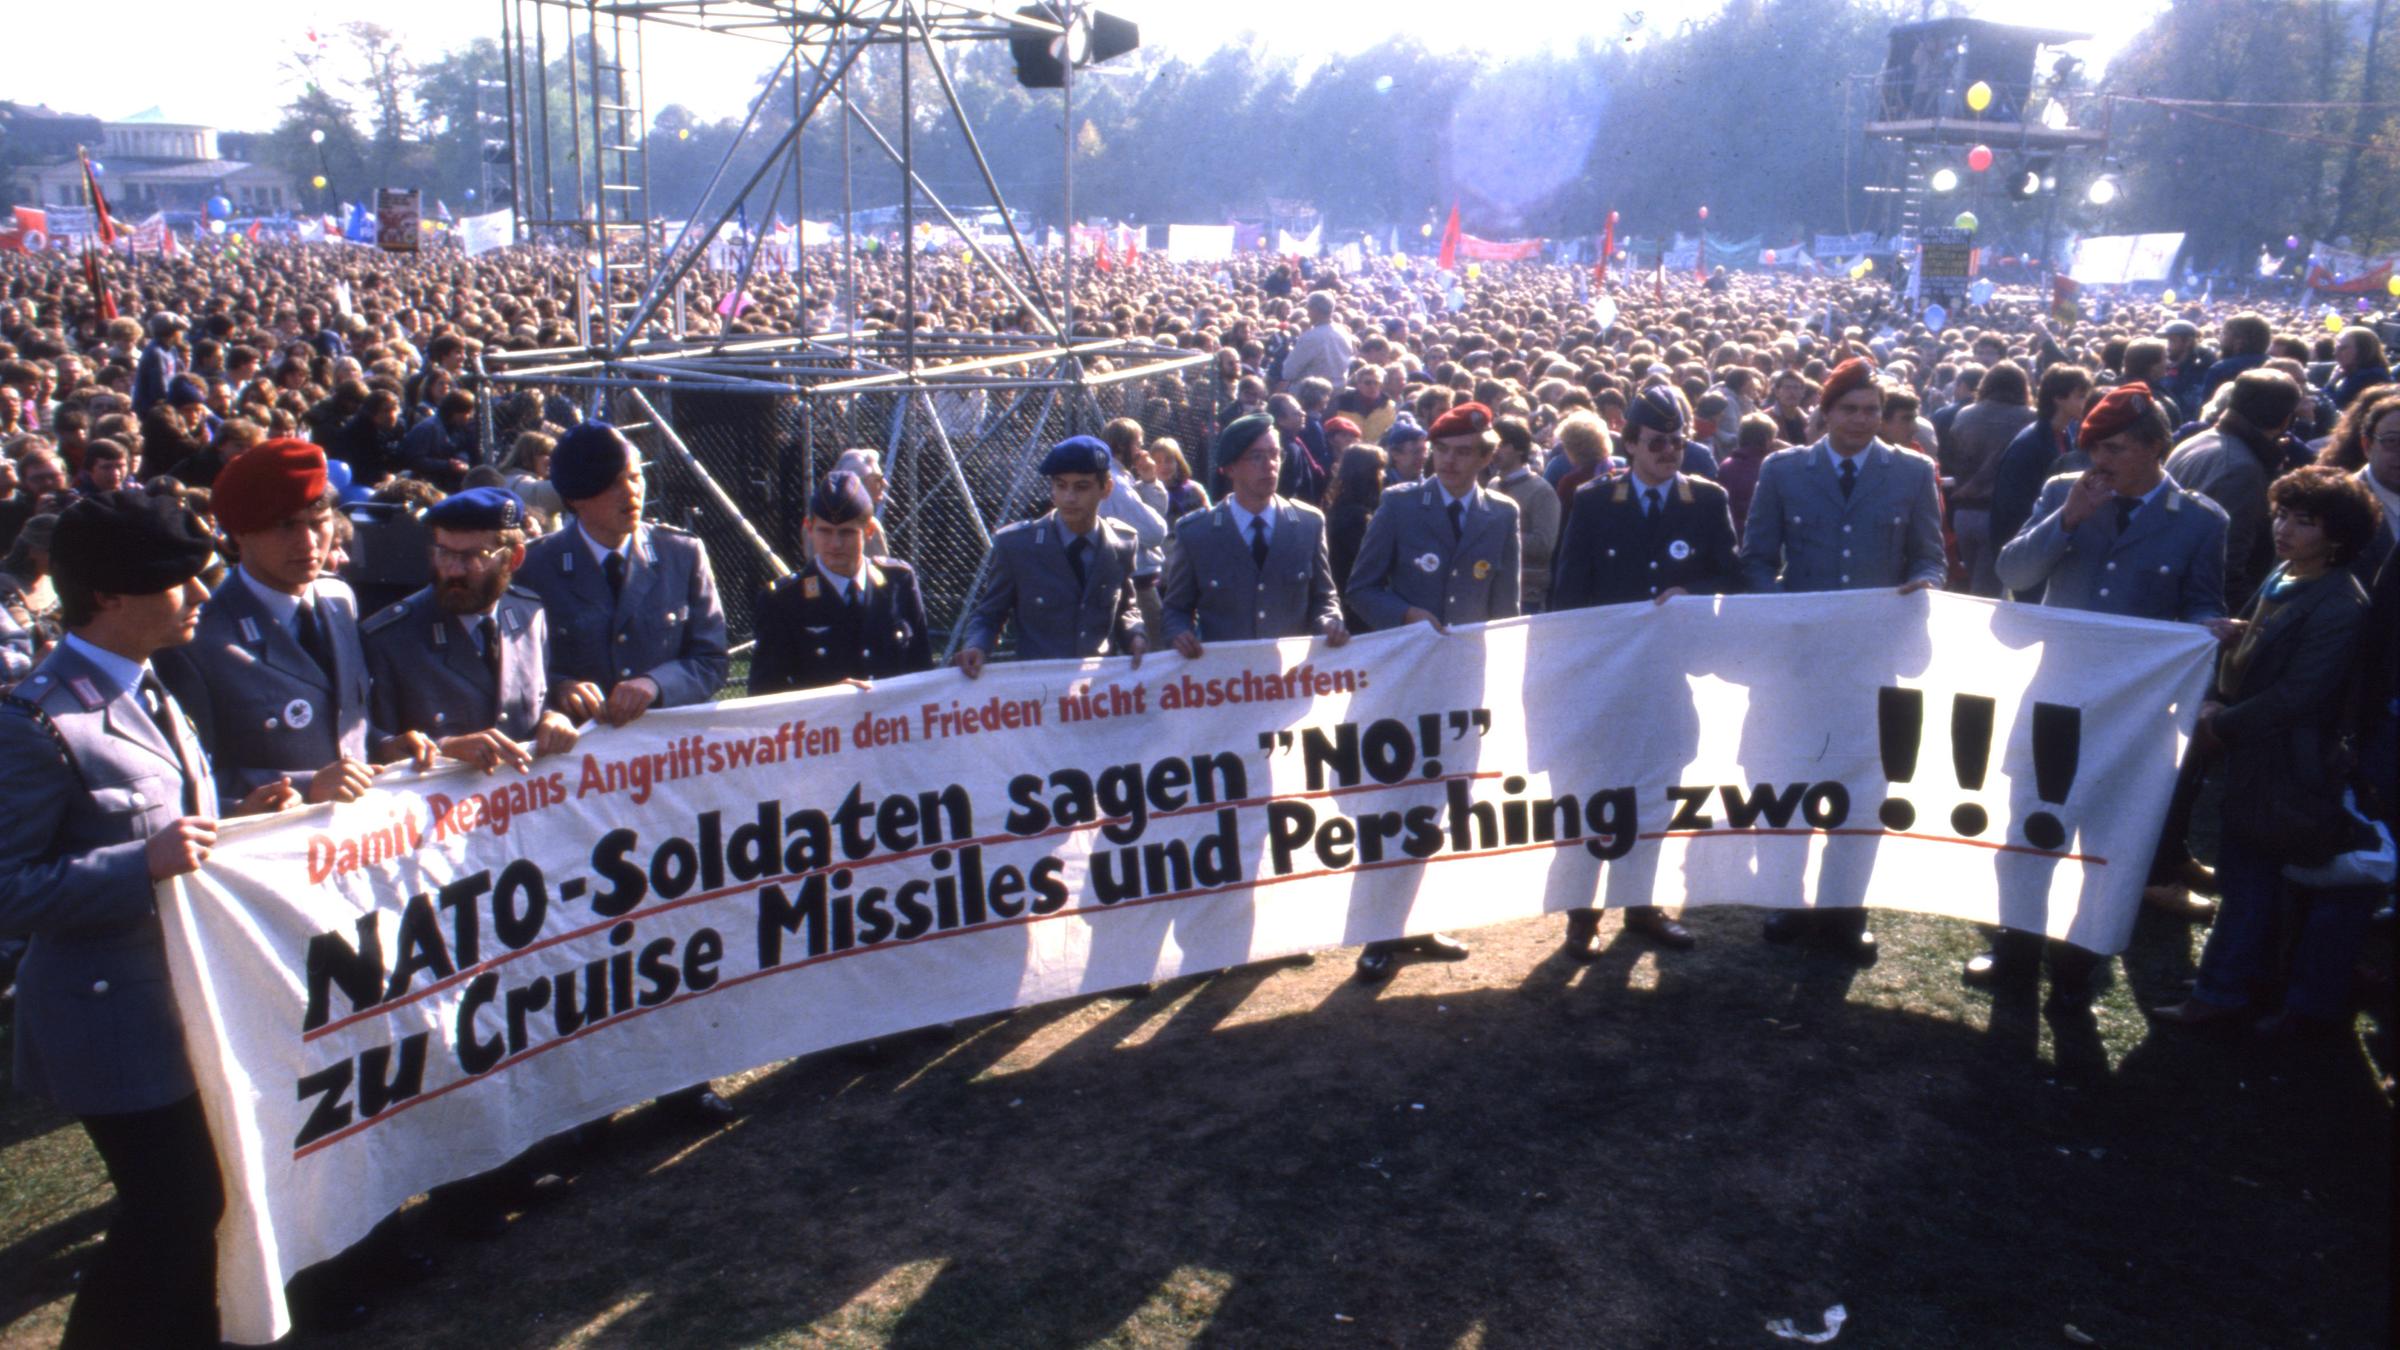 Damit Reagans Angriffswaffen den Frieden nicht abschaffen:
NATO-Soldaten sagen "NO!"
zu Cruise Missiles und Pershing zwo !!!